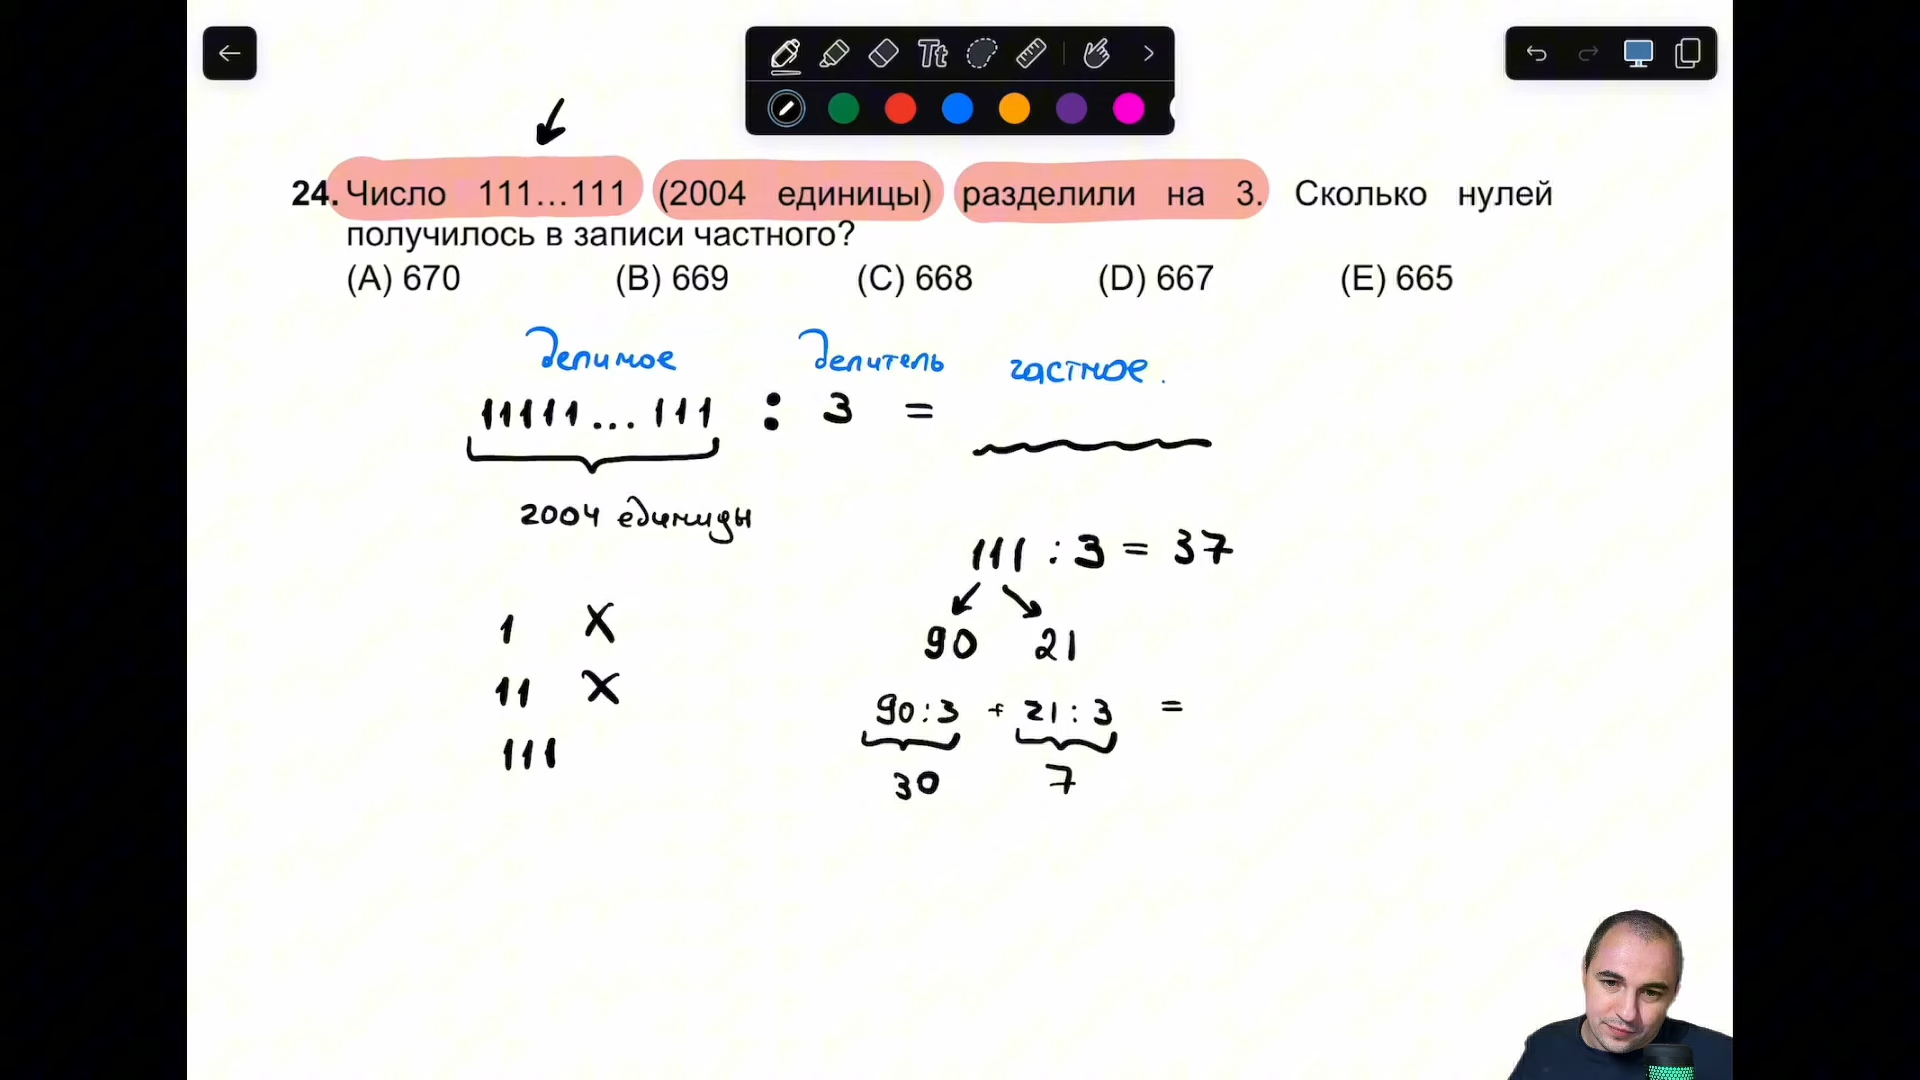 Tt
24. Число 111...111 (2004 единицы) разделили на 3. Сколько нулей
получилось в записи частного?
(A) 670 (B) 669 (C) 668 (D) 667 (E) 665
делимое делитель частное.
11111...111 : 3 =
2004 единицы
111 : 3 = 37
1 X
90 21
11 X
90:3 + 21:3 =
111
30 7